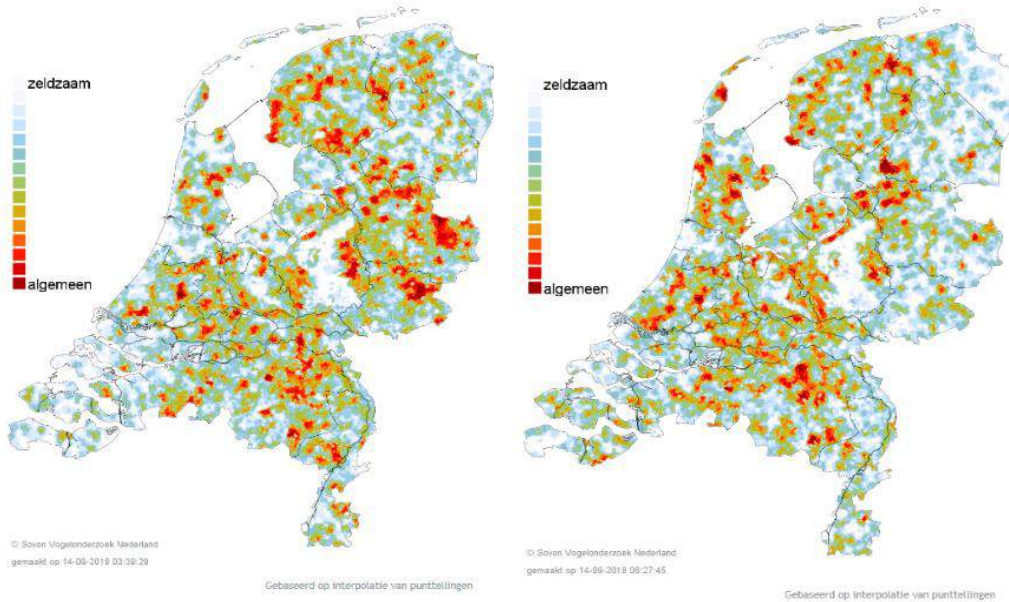 zeldzaam
algemeen
© Sovon Vogelonderzoek Nederland
gemaakt op 14-09-2018 03:39:29
Gebaseerd op interpolatie van punttellingen
zeldzaam
algemeen
© Sovon Vogelonderzoek Nederland
gemaakt op 14-09-2018 06:27:45
Gebaseerd op interpolatie van punttellingen